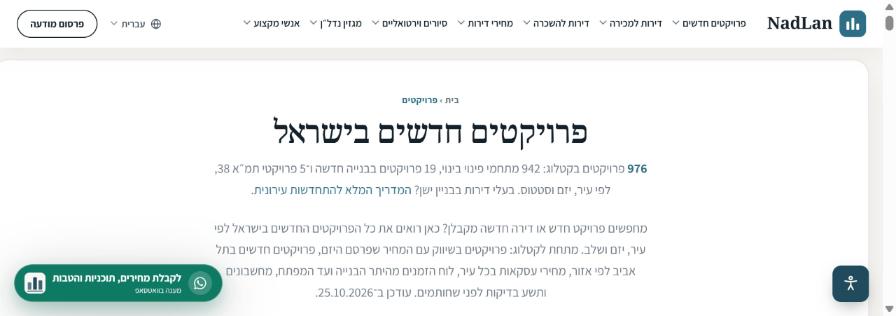 NadLan
פרויקטים חדשים
דירות למכירה
דירות להשכרה
מחירי דירות
סיורים וירטואליים
מגזין נדל״ן
אנשי מקצוע
עברית
פרסום מודעה
בית › פרויקטים
פרויקטים חדשים בישראל
976 פרויקטים בקטלוג: 942 מתחמי פינוי בינוי, 19 פרויקטים בבנייה חדשה ו־5 פרויקטי תמ״א 38,
לפי עיר, יזם וסטטוס. בעלי דירות בבניין ישן? המדריך המלא להתחדשות עירונית.
מחפשים פרויקט חדש או דירה חדשה מקבלן? כאן רואים את כל הפרויקטים החדשים בישראל לפי
עיר, יזם ושלב. מתחת לקטלוג: פרויקטים בשיווק עם המחיר שפרסם היזם, פרויקטים חדשים בתל
אביב לפי אזור, מחירי עסקאות בכל עיר, לוח הזמנים מהיתר הבנייה ועד המפתח, מחשבונים
ותשע בדיקות לפני שחותמים. עודכן ב־25.10.2026.
לקבלת מחירים, תוכניות והטבות
מענה בוואטסאפ